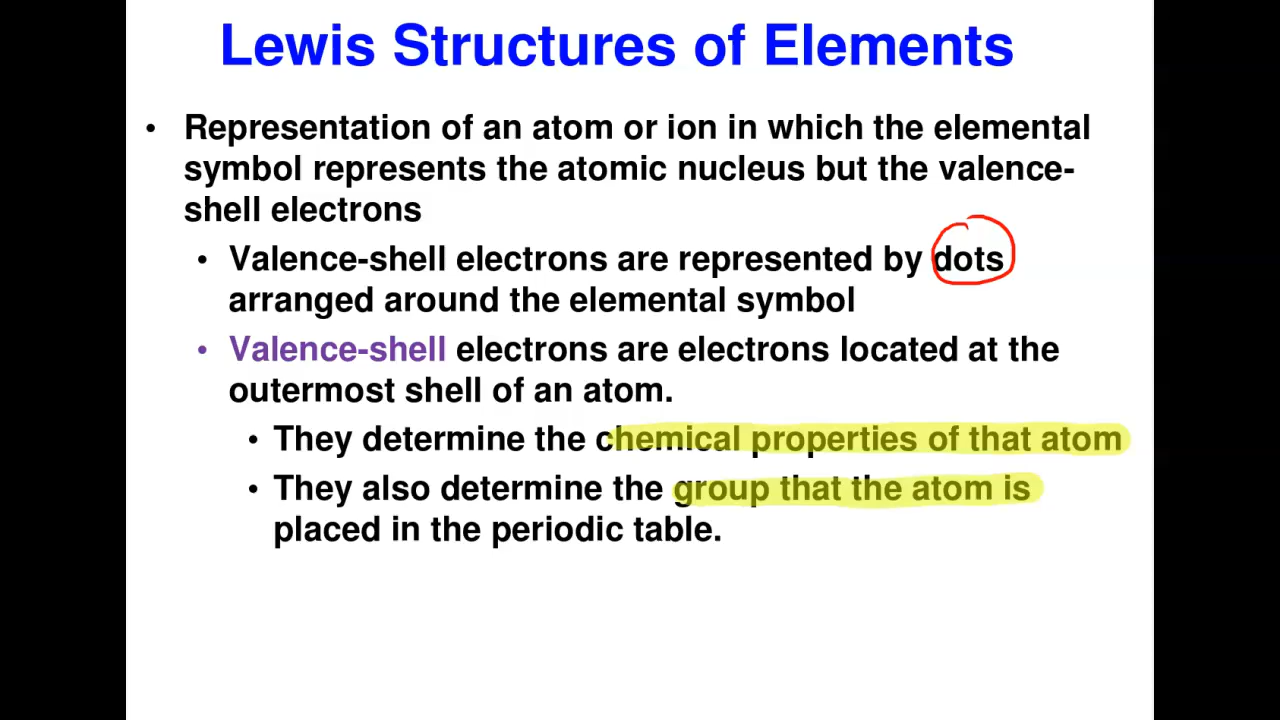 Lewis Structures of Elements
• Representation of an atom or ion in which the elemental
symbol represents the atomic nucleus but the valence-
shell electrons
• Valence-shell electrons are represented by dots
arranged around the elemental symbol
• Valence-shell electrons are electrons located at the
outermost shell of an atom.
• They determine the chemical properties of that atom
• They also determine the group that the atom is
placed in the periodic table.